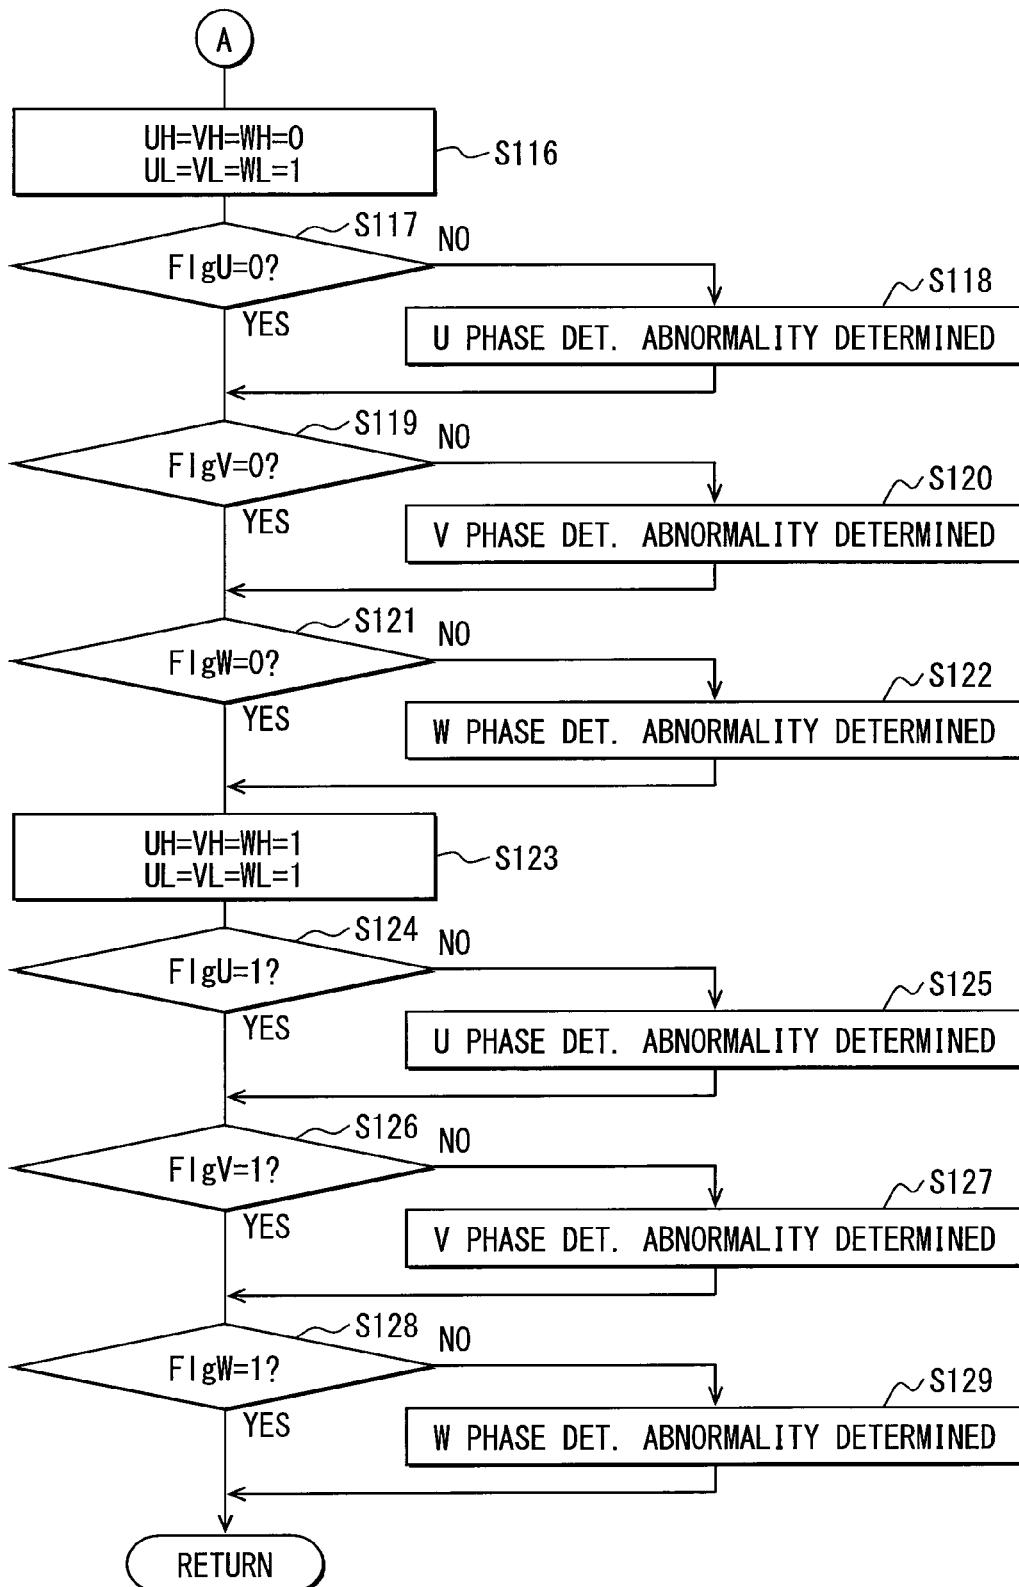 A
UH=VH=WH=0
UL=VL=WL=1
S116
S117
FlgU=0?
NO
YES
S118
U PHASE DET. ABNORMALITY DETERMINED
S119
FlgV=0?
NO
YES
S120
V PHASE DET. ABNORMALITY DETERMINED
S121
FlgW=0?
NO
YES
S122
W PHASE DET. ABNORMALITY DETERMINED
UH=VH=WH=1
UL=VL=WL=1
S123
S124
FlgU=1?
NO
YES
S125
U PHASE DET. ABNORMALITY DETERMINED
S126
FlgV=1?
NO
YES
S127
V PHASE DET. ABNORMALITY DETERMINED
S128
FlgW=1?
NO
YES
S129
W PHASE DET. ABNORMALITY DETERMINED
RETURN